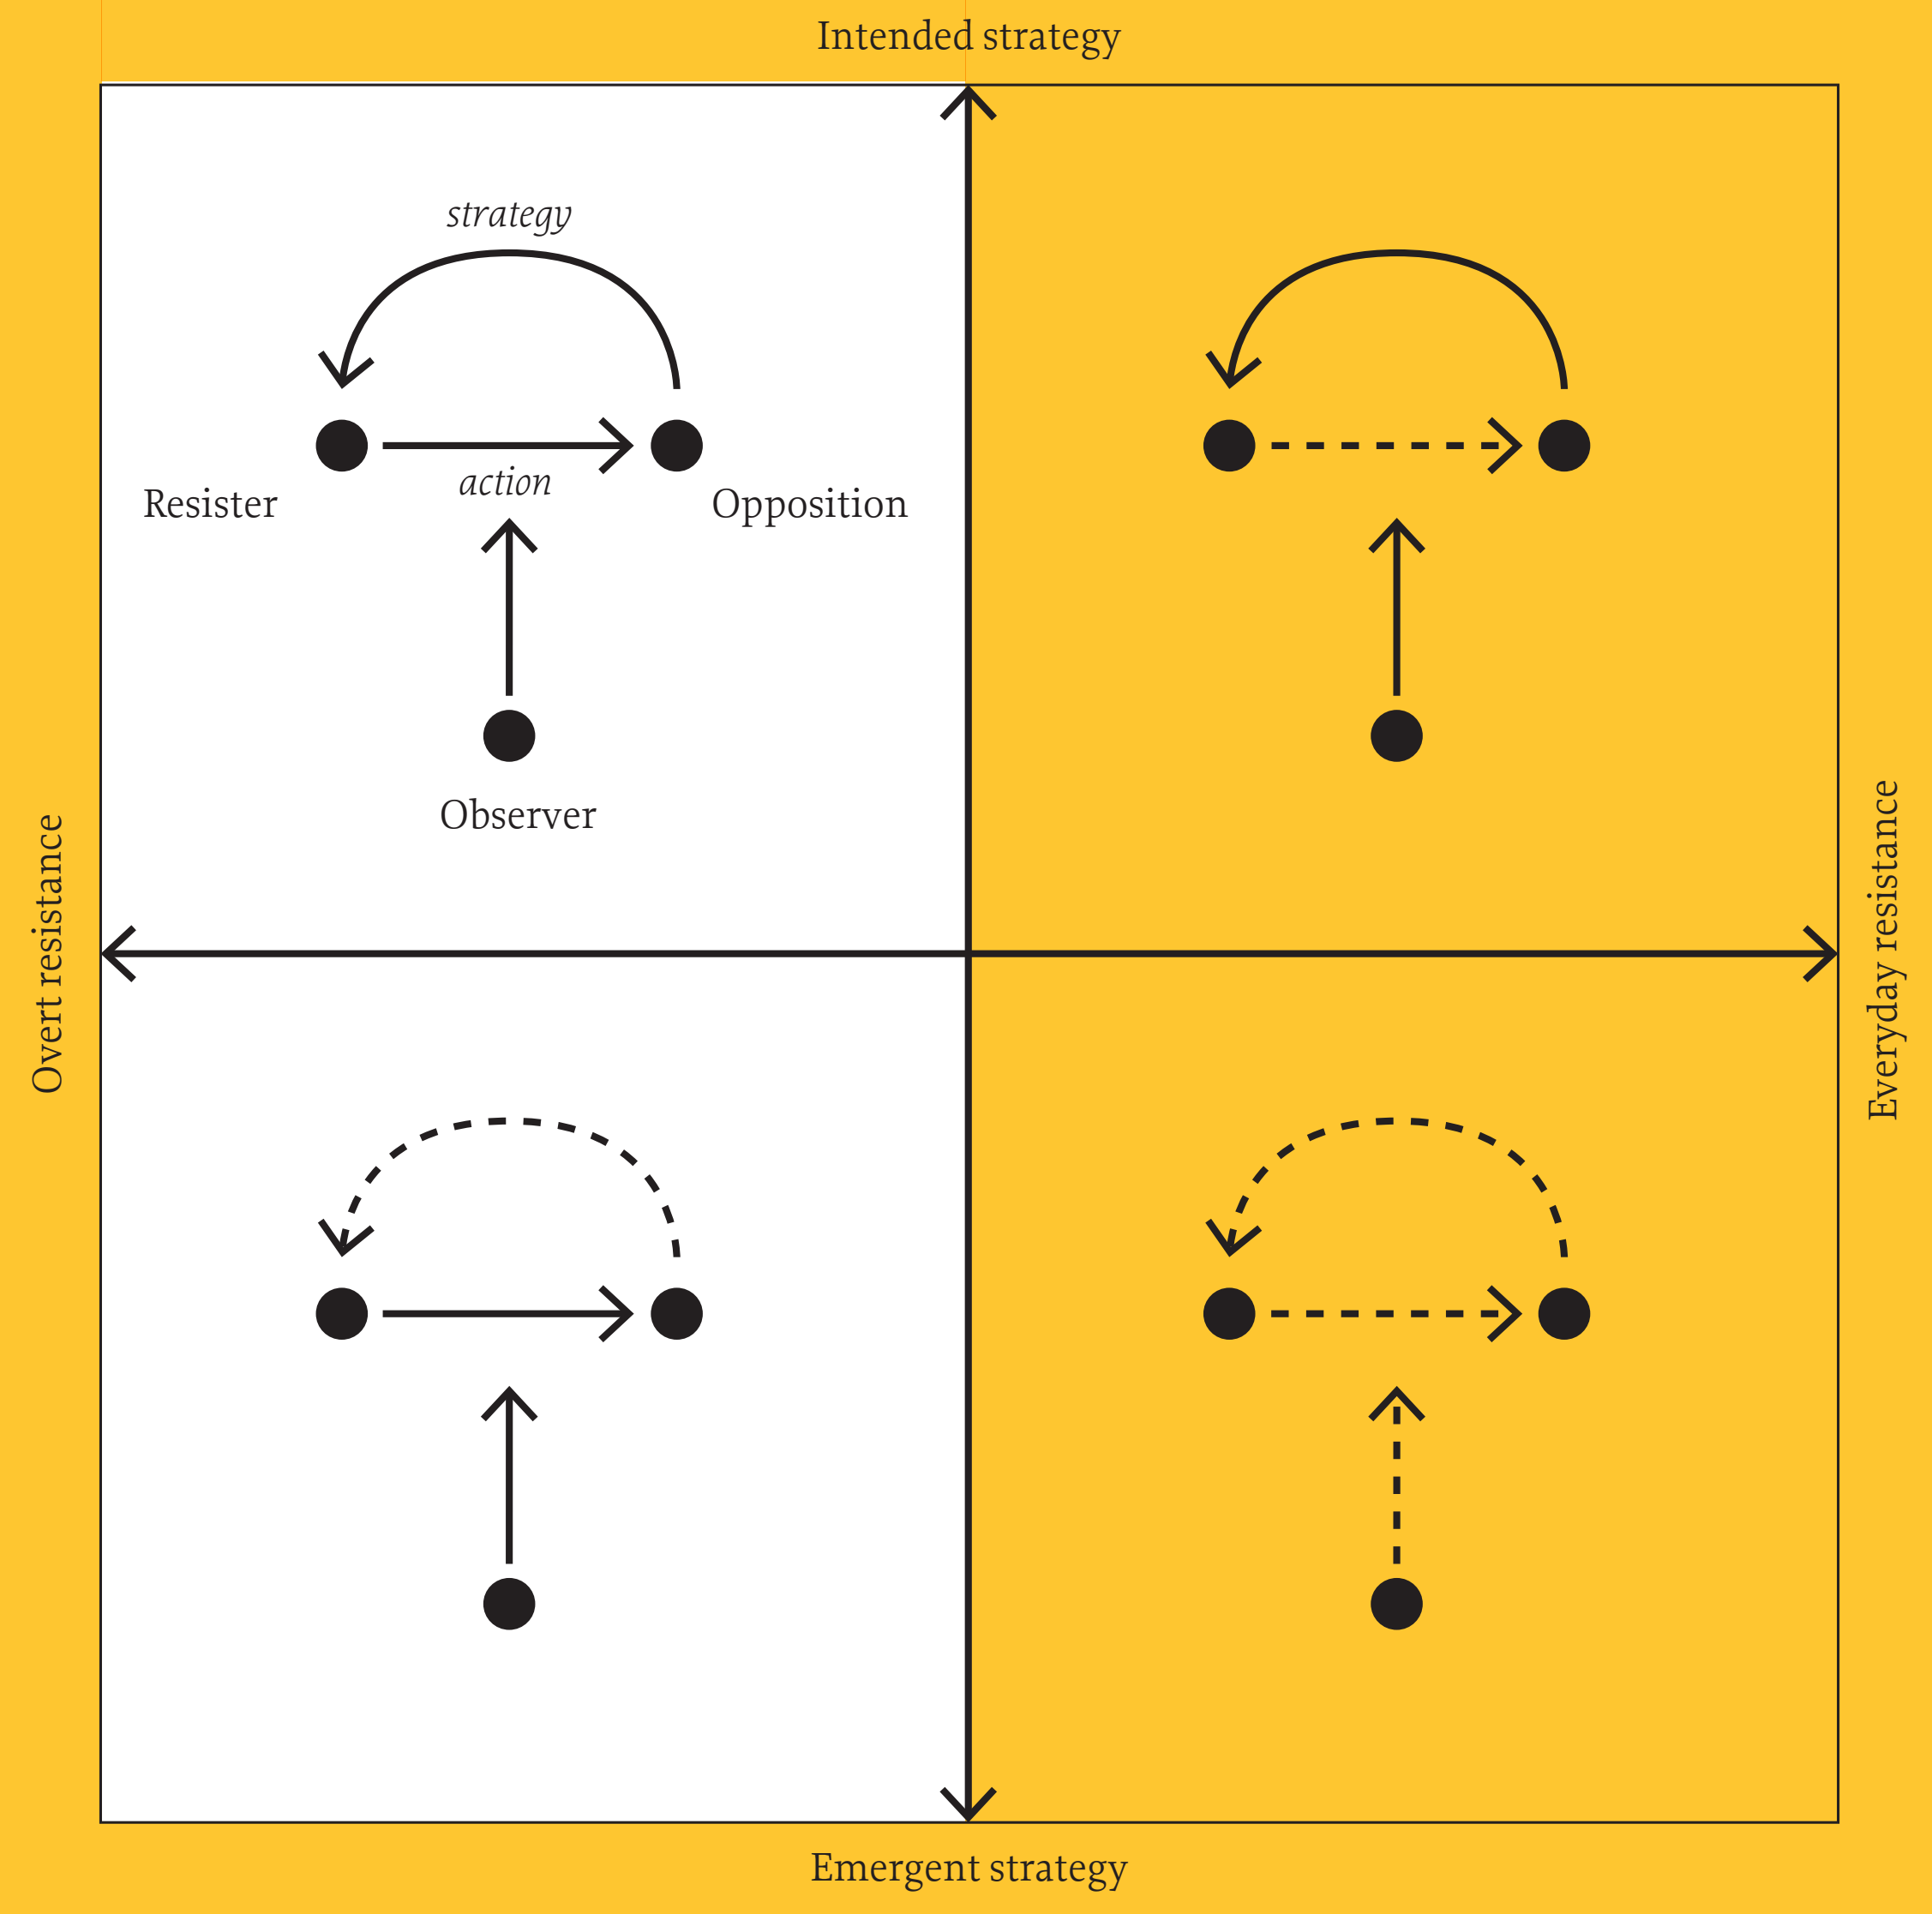 Intended strategy
strategy
action
Resister
Opposition
Observer
Overt resistance
Everyday resistance
Emergent strategy